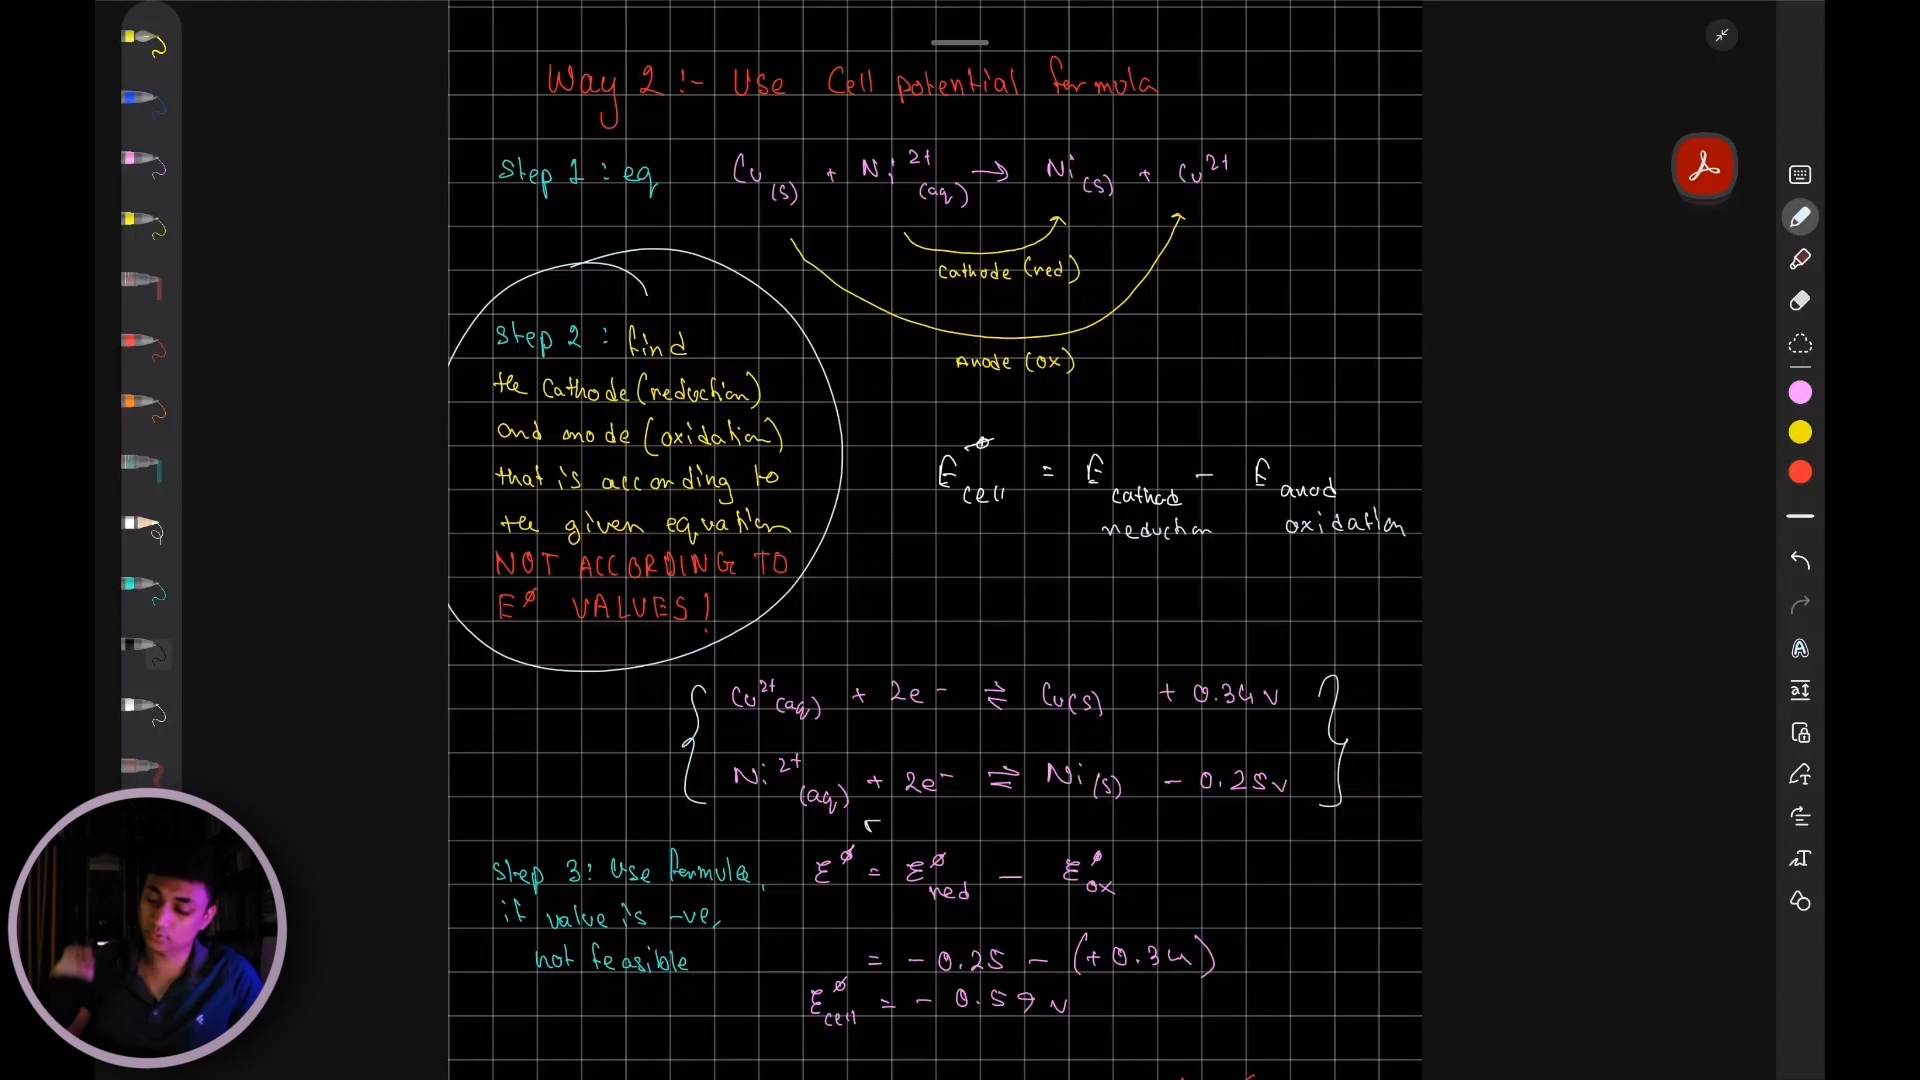 Way 2 :- Use Cell potential formula
Step 1 : eq Cu(s) + Ni²⁺(aq) → Ni(s) + Cu²⁺
Cathode (red)
Anode (ox)
Step 2 : find
the cathode (reduction)
and anode (oxidation)
that is according to
the given equation
NOT ACCORDING TO
E° VALUES !
E°cell = E cathod - E anod
reduction oxidation
Cu²⁺(aq) + 2e⁻ ⇌ Cu(s) + 0.34 v
Ni²⁺(aq) + 2e⁻ ⇌ Ni(s) - 0.25 v
Step 3 : Use formula, E° = E°red - E°ox
if value is -ve,
not feasible
= - 0.25 - (+ 0.34)
E°cell = - 0.59 v